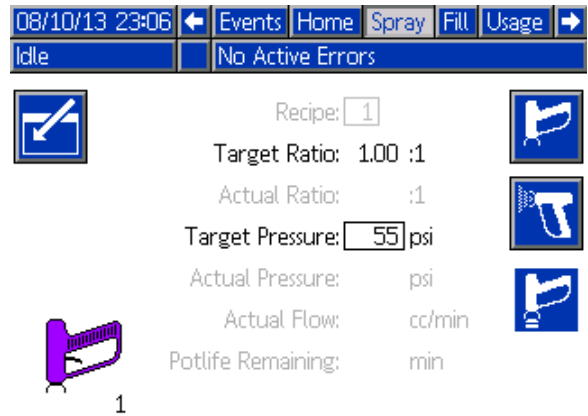 08/10/13 23:06 Events Home Spray Fill Usage
Idle No Active Errors
Recipe: 1
Target Ratio: 1.00 :1
Actual Ratio: :1
Target Pressure: 55 psi
Actual Pressure: psi
Actual Flow: cc/min
Potlife Remaining: min
1